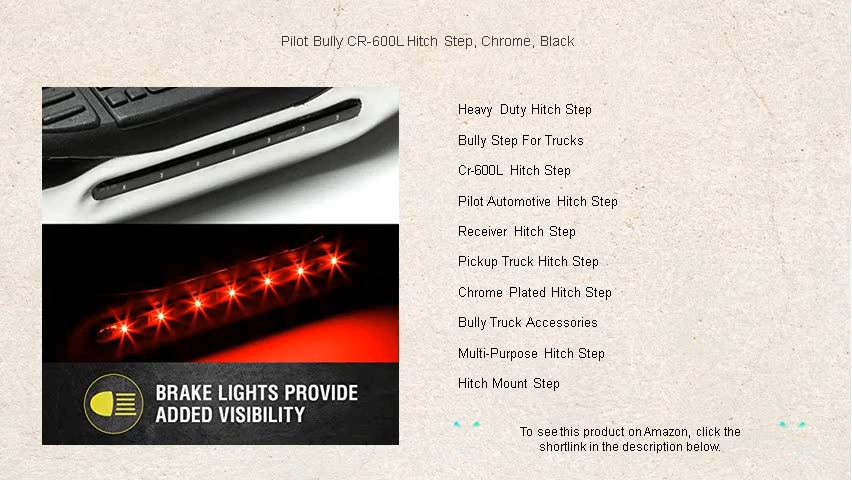 Pilot Bully CR-600L Hitch Step, Chrome, Black
Heavy Duty Hitch Step
Bully Step For Trucks
Cr-600L Hitch Step
Pilot Automotive Hitch Step
Receiver Hitch Step
Pickup Truck Hitch Step
Chrome Plated Hitch Step
Bully Truck Accessories
Multi-Purpose Hitch Step
Hitch Mount Step
BRAKE LIGHTS PROVIDE
ADDED VISIBILITY
To see this product on Amazon, click the
shortlink in the description below.